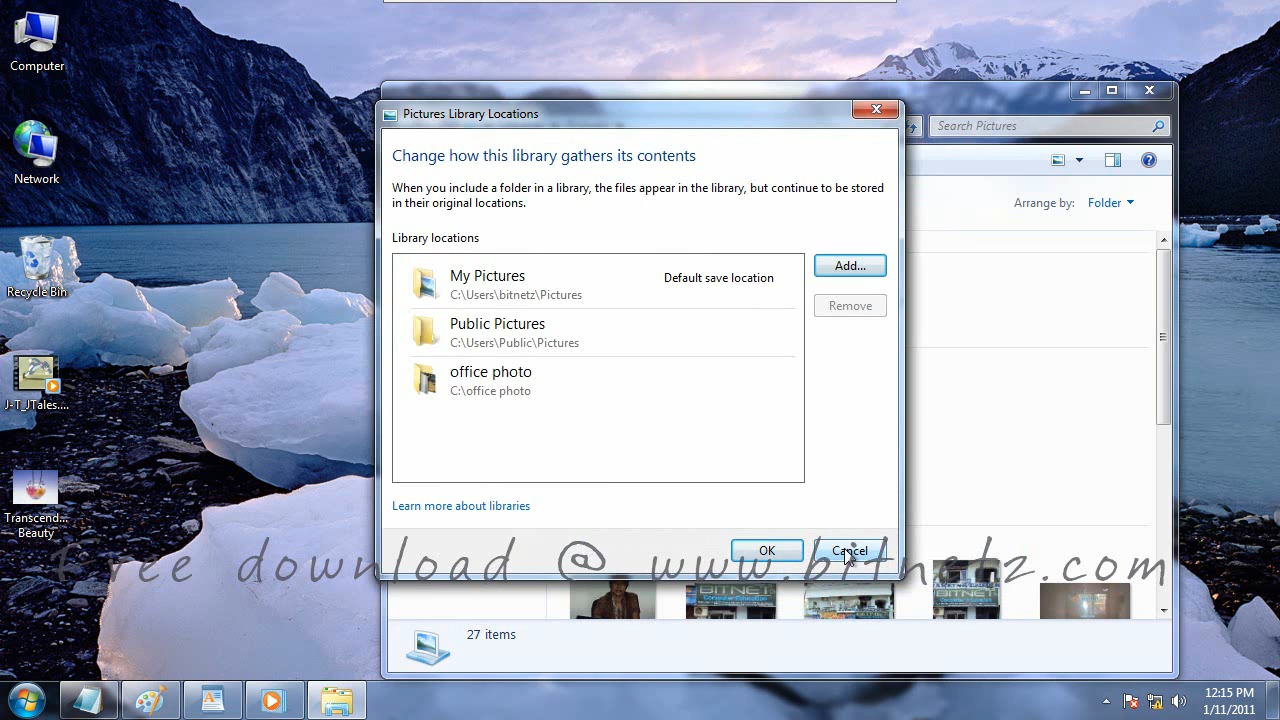 Computer
Network
Recycle Bin
J-T_JTales....
Transcend...
Beauty
Pictures Library Locations
Search Pictures
Change how this library gathers its contents
When you include a folder in a library, the files appear in the library, but continue to be stored
in their original locations.
Arrange by: Folder
Library locations
My Pictures
Default save location
C:\Users\bitnetz\Pictures
Public Pictures
C:\Users\Public\Pictures
office photo
C:\office photo
Add...
Remove
Learn more about libraries
OK
Cancel
Free download @ www.bitnetz.com
BITNET
BITNET
27 items
12:15 PM
1/11/2011